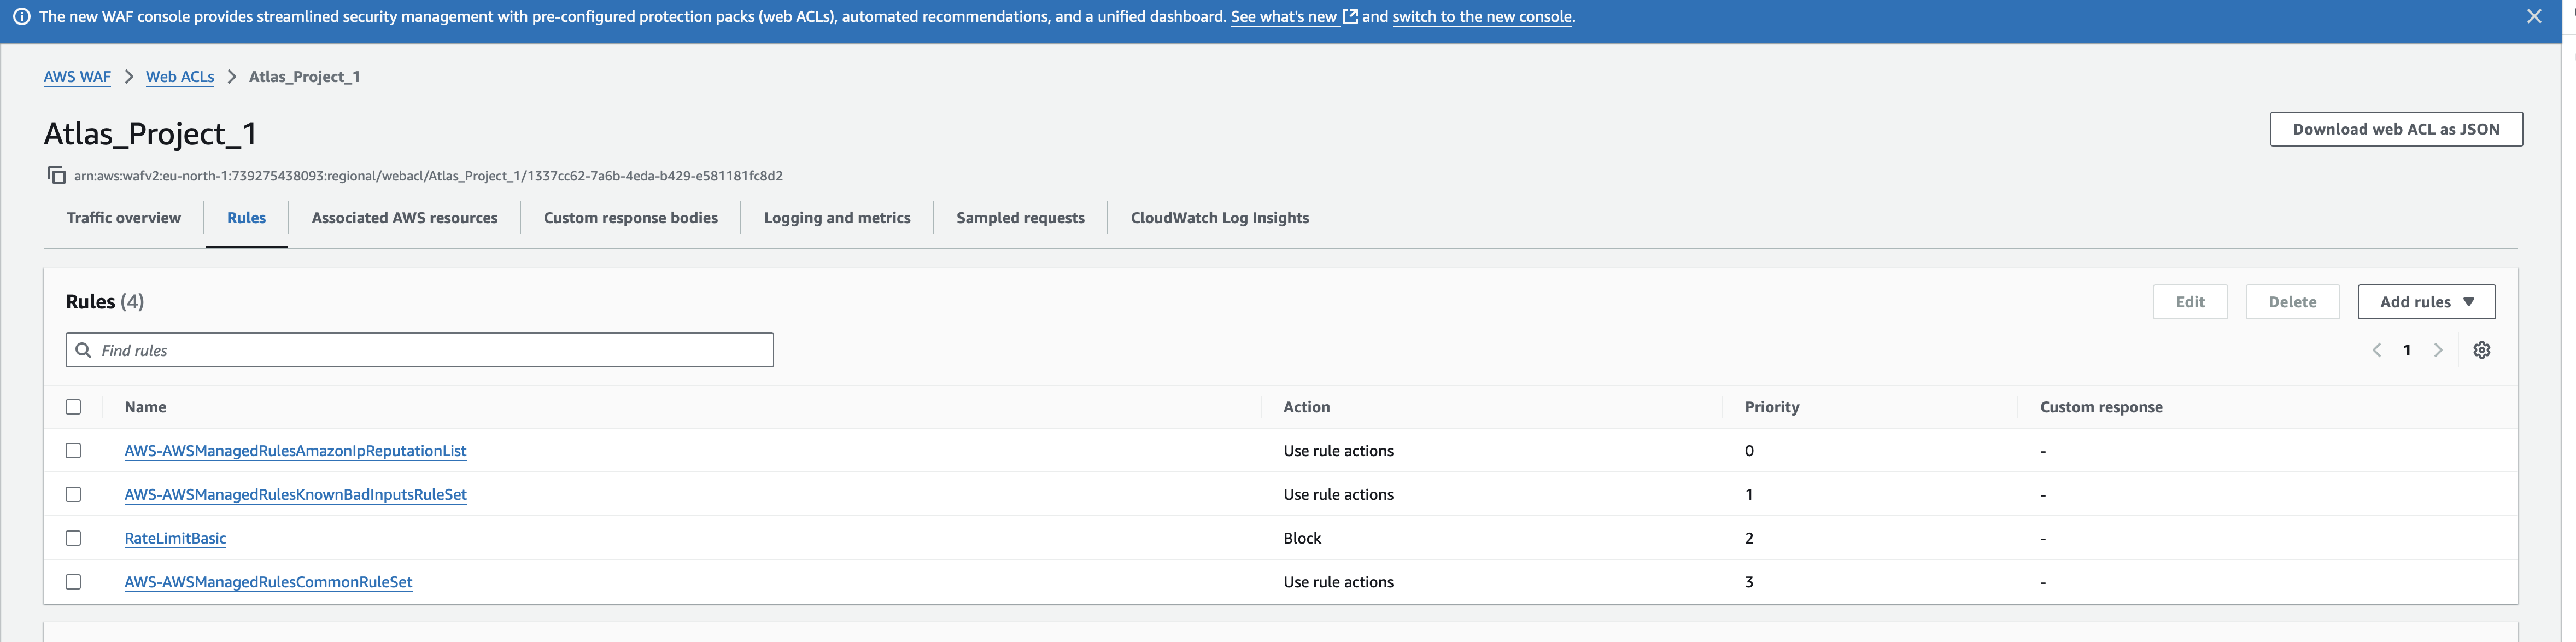 The new WAF console provides streamlined security management with pre-configured protection packs (web ACLs), automated recommendations, and a unified dashboard. See what's new and switch to the new console.
AWS WAF > Web ACLs > Atlas_Project_1
Atlas_Project_1
Download web ACL as JSON
arn:aws:wafv2:eu-north-1:739275438093:regional/webacl/Atlas_Project_1/1337cc62-7a6b-4eda-b429-e581181fc8d2
Traffic overview Rules Associated AWS resources Custom response bodies Logging and metrics Sampled requests CloudWatch Log Insights
Rules (4) Edit Delete Add rules
Find rules 1
Name Action Priority Custom response
AWS-AWSManagedRulesAmazonIpReputationList Use rule actions 0 -
AWS-AWSManagedRulesKnownBadInputsRuleSet Use rule actions 1 -
RateLimitBasic Block 2 -
AWS-AWSManagedRulesCommonRuleSet Use rule actions 3 -